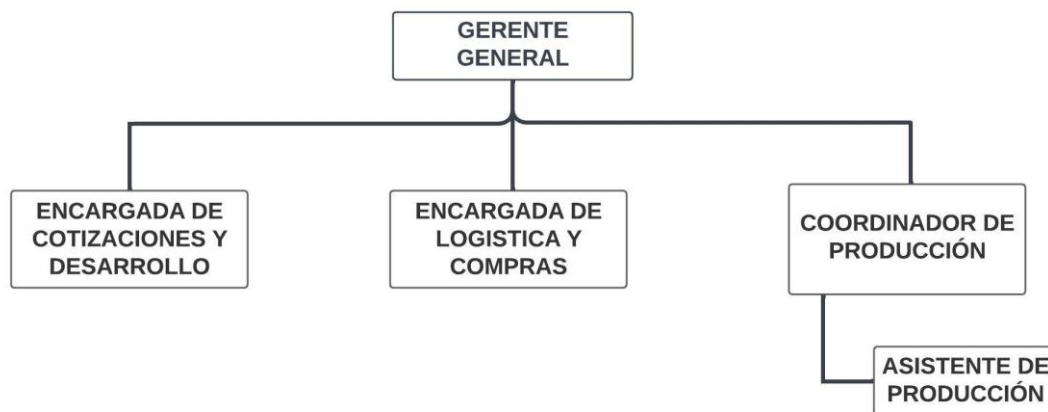 GERENTE
GENERAL
ENCARGADA DE
COTIZACIONES Y
DESARROLLO
ENCARGADA DE
LOGISTICA Y
COMPRAS
COORDINADOR DE
PRODUCCIÓN
ASISTENTE DE
PRODUCCIÓN